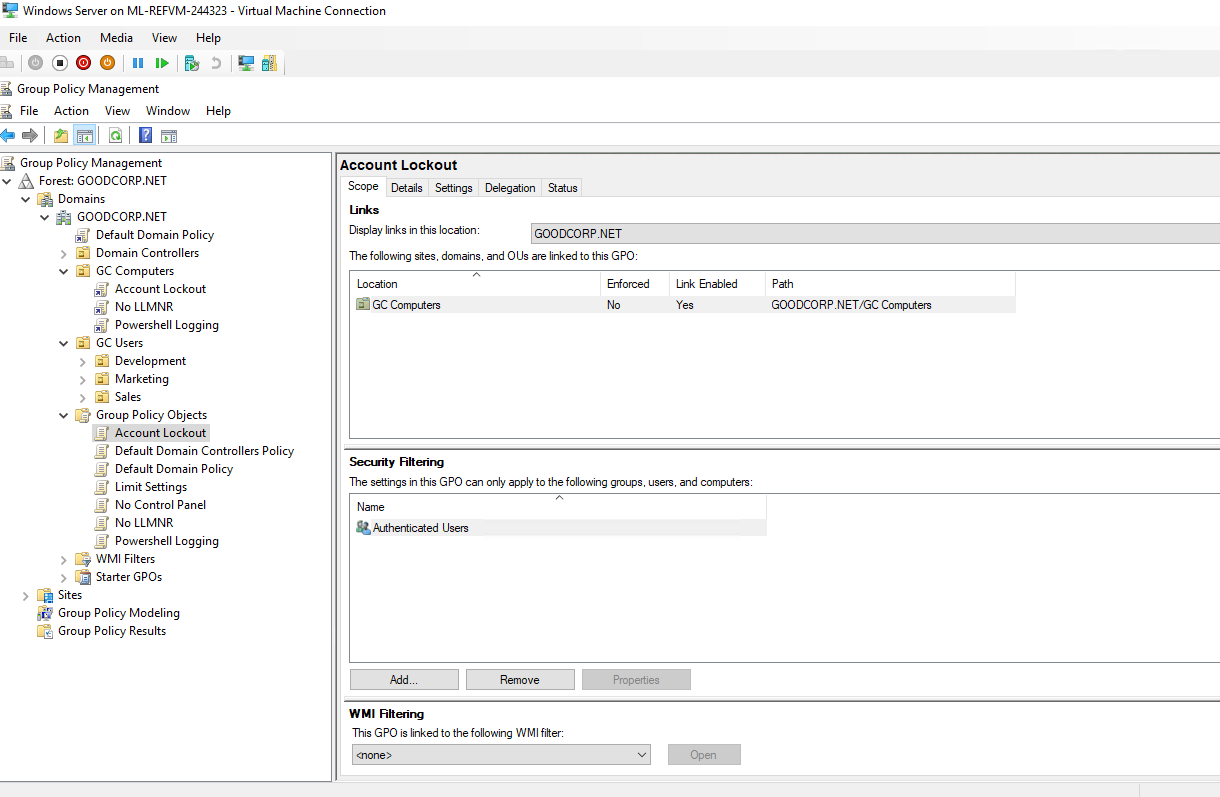 Windows Server on ML-REFVM-244323 - Virtual Machine Connection
File Action Media View Help
Group Policy Management
File Action View Window Help
Group Policy Management
Forest: GOODCORP.NET
Domains
GOODCORP.NET
Default Domain Policy
Domain Controllers
GC Computers
Account Lockout
No LLMNR
Powershell Logging
GC Users
Development
Marketing
Sales
Group Policy Objects
Account Lockout
Default Domain Controllers Policy
Default Domain Policy
Limit Settings
No Control Panel
No LLMNR
Powershell Logging
WMI Filters
Starter GPOs
Sites
Group Policy Modeling
Group Policy Results
Account Lockout
Scope Details Settings Delegation Status
Links
Display links in this location: GOODCORP.NET
The following sites, domains, and OUs are linked to this GPO:
Location Enforced Link Enabled Path
GC Computers No Yes GOODCORP.NET/GC Computers
Security Filtering
The settings in this GPO can only apply to the following groups, users, and computers:
Name
Authenticated Users
Add... Remove Properties
WMI Filtering
This GPO is linked to the following WMI filter:
<none> Open